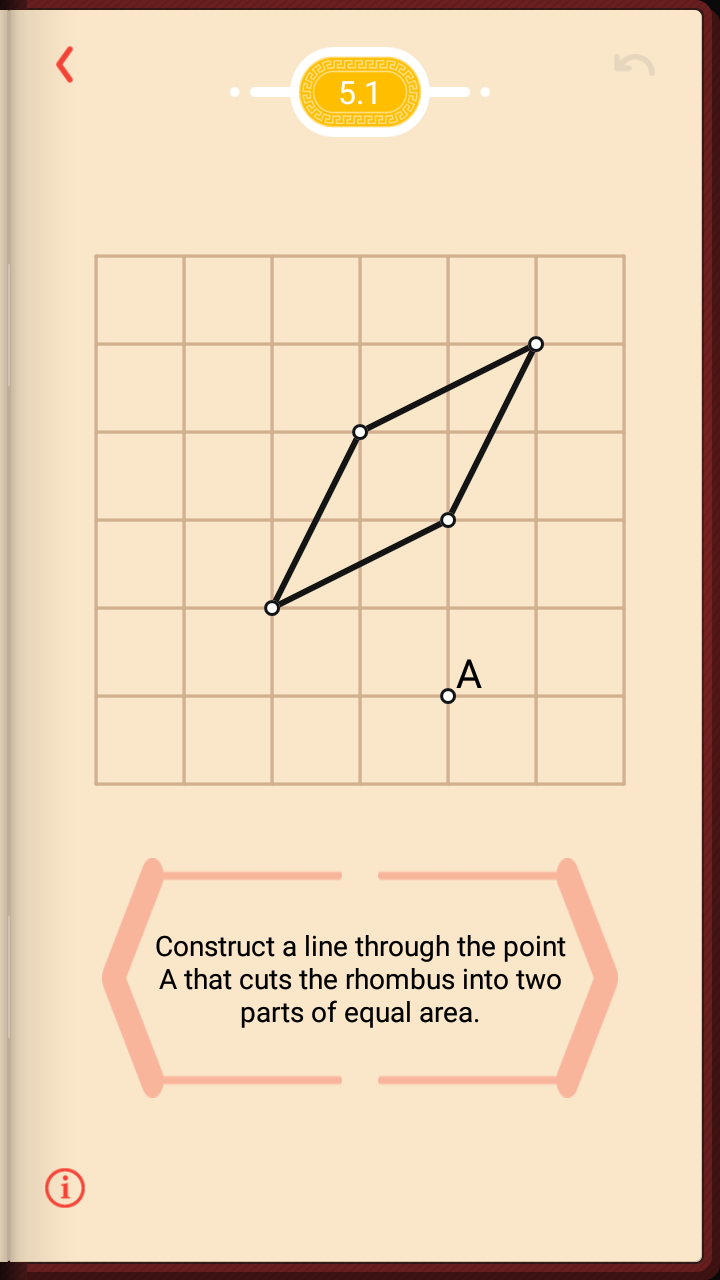 5.1
A
Construct a line through the point
A that cuts the rhombus into two
parts of equal area.
i